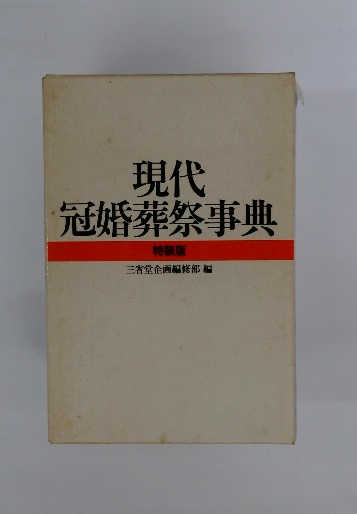 現代
冠婚葬祭事典
特装版
三省堂企画編修部 編